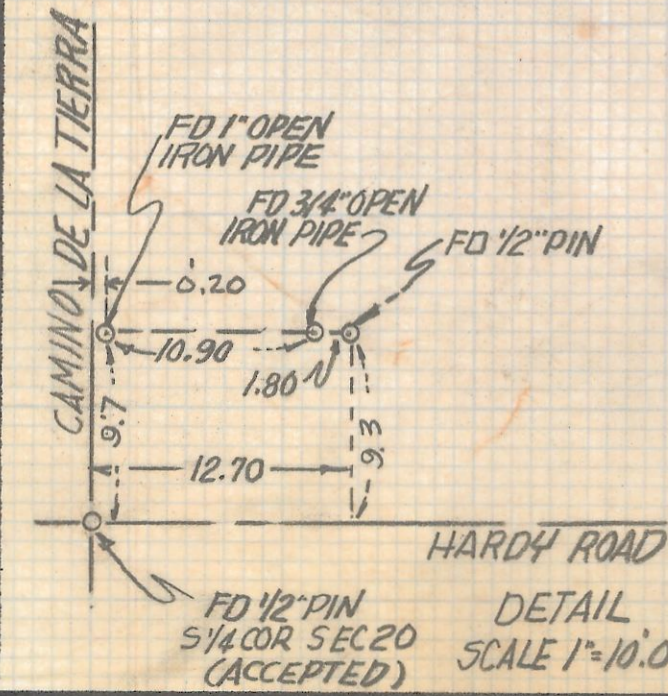 CAMINO DE LA TIERRA
FD 1" OPEN
IRON PIPE
FD 3/4" OPEN
IRON PIPE
FD 1/2" PIN
0.20
10.90
1.80
9.7
9.3
12.70
HARDY ROAD
FD 1/2" PIN
S 1/4 COR SEC 20
(ACCEPTED)
DETAIL
SCALE 1"=10.0